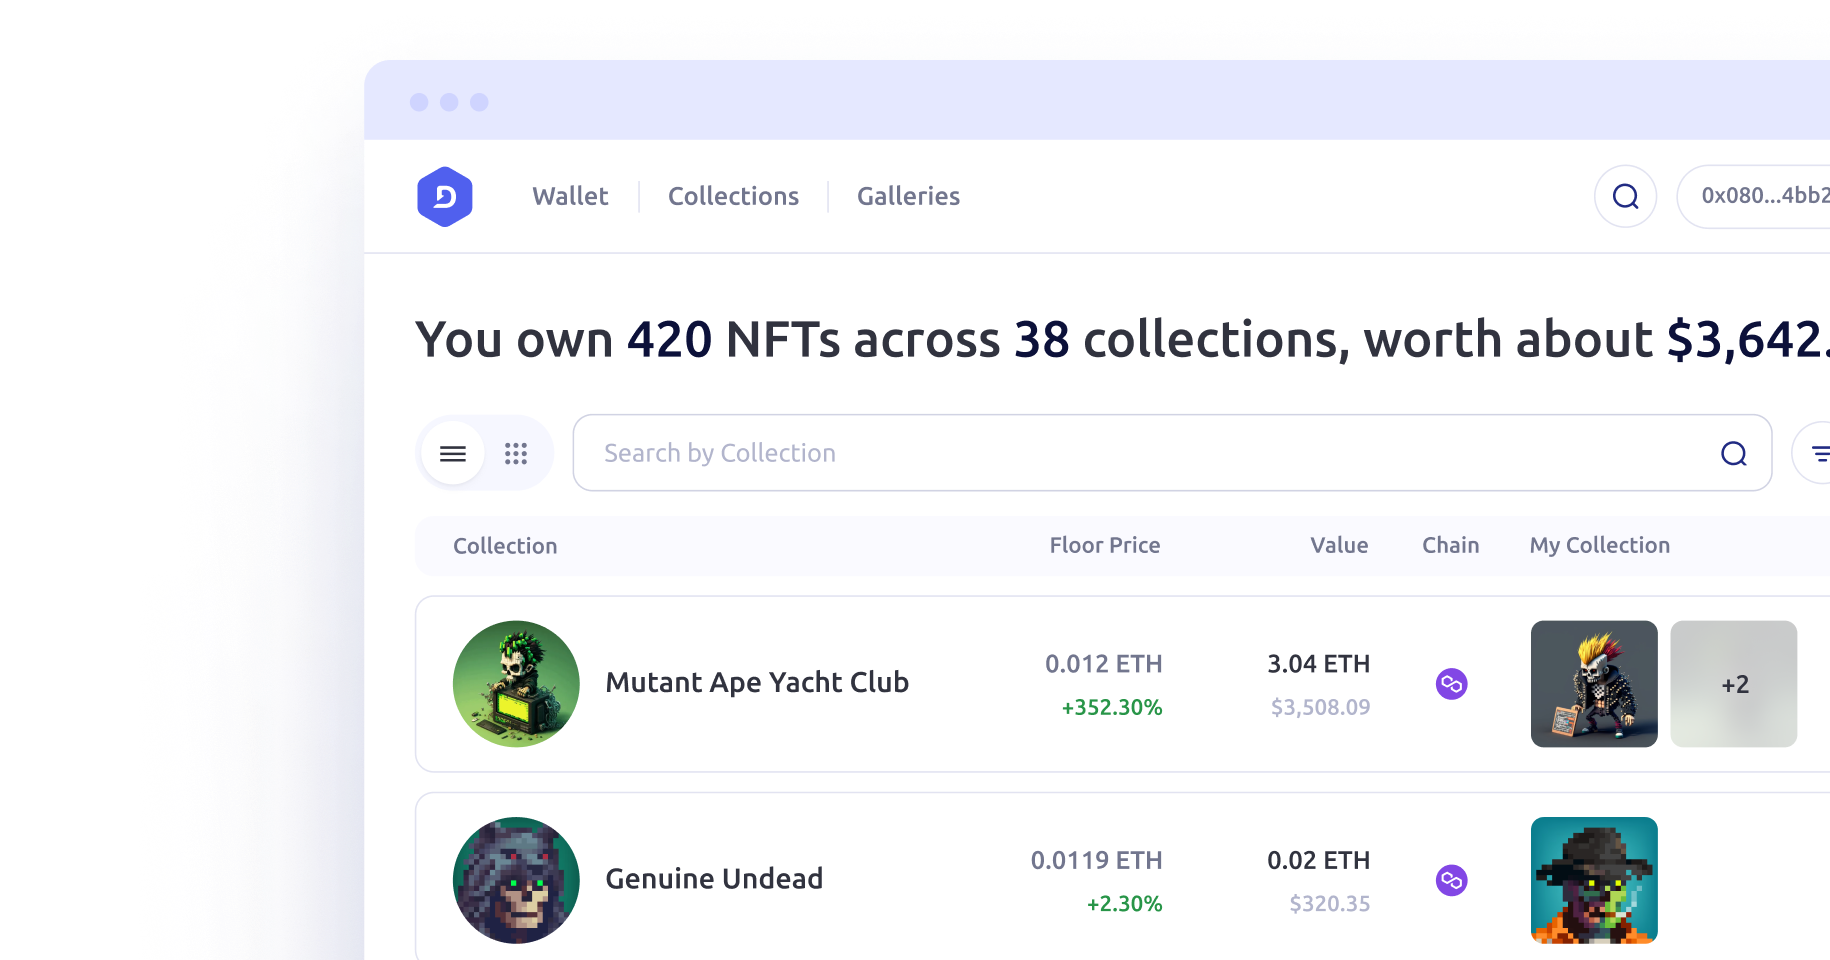 Wallet Collections Galleries 0x080...4bb2
You own 420 NFTs across 38 collections, worth about $3,642.
Search by Collection
Collection Floor Price Value Chain My Collection
Mutant Ape Yacht Club 0.012 ETH 3.04 ETH +2
+352.30% $3,508.09
Genuine Undead 0.0119 ETH 0.02 ETH
+2.30% $320.35